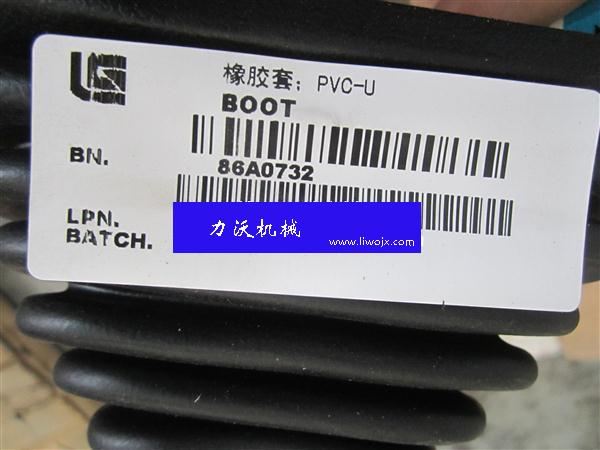 橡胶套; PVC-U
BOOT
BN.
86A0732
LPN.
BATCH.
力沃机械
www.liwojx.com